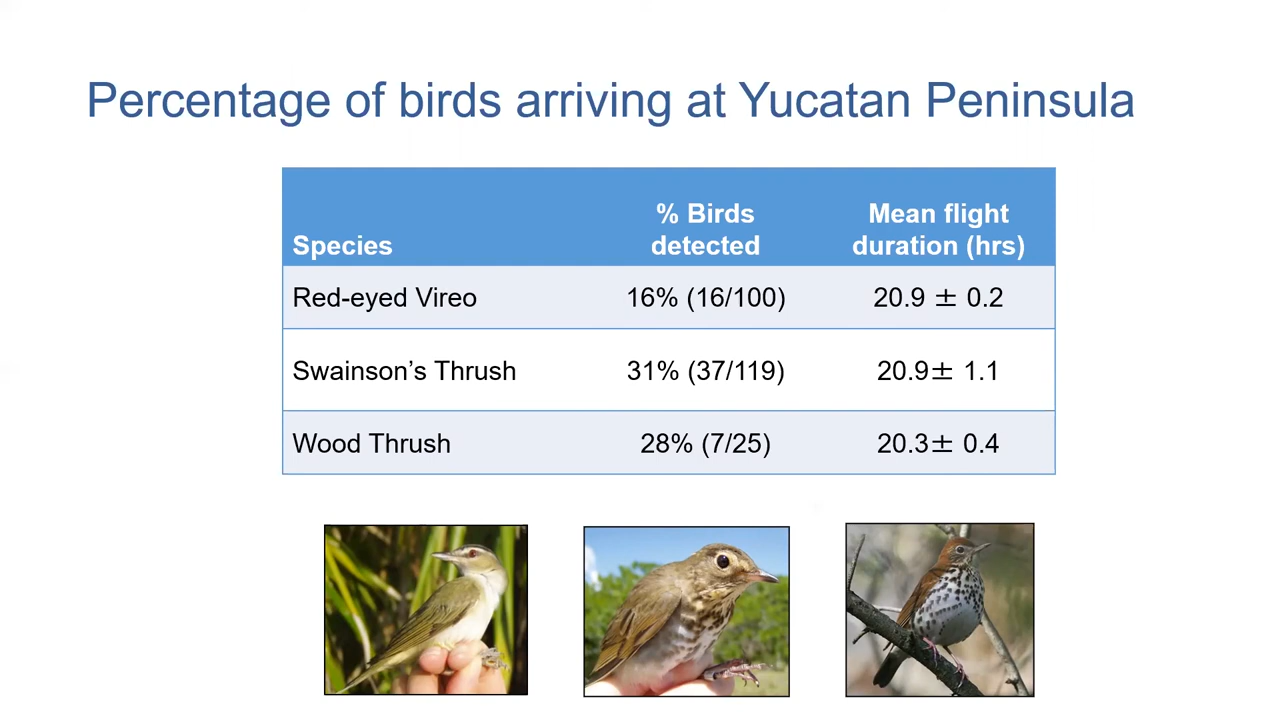 Percentage of birds arriving at Yucatan Peninsula
Species % Birds detected Mean flight duration (hrs)
Red-eyed Vireo 16% (16/100) 20.9 ± 0.2
Swainson’s Thrush 31% (37/119) 20.9± 1.1
Wood Thrush 28% (7/25) 20.3± 0.4